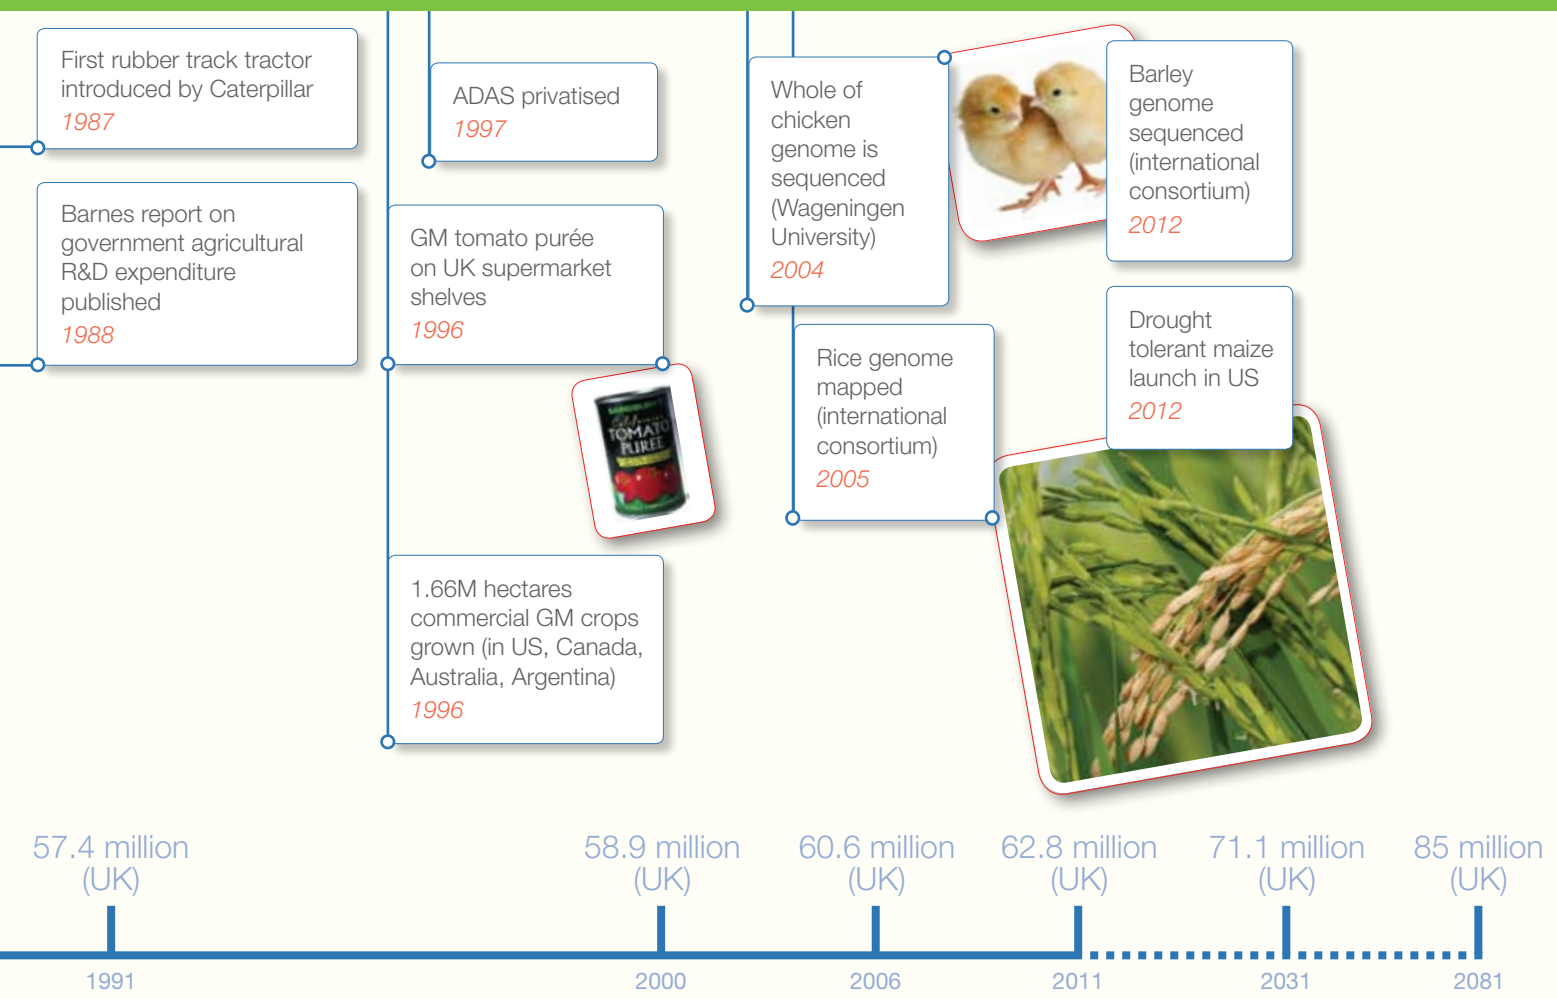 First rubber track tractor
introduced by Caterpillar
1987
Barnes report on
government agricultural
R&D expenditure
published
1988
ADAS privatised
1997
GM tomato purée
on UK supermarket
shelves
1996
TOMATO
PUREE
1.66M hectares
commercial GM crops
grown (in US, Canada,
Australia, Argentina)
1996
Whole of
chicken
genome is
sequenced
(Wageningen
University)
2004
Rice genome
mapped
(international
consortium)
2005
Barley
genome
sequenced
(international
consortium)
2012
Drought
tolerant maize
launch in US
2012
57.4 million
(UK)
58.9 million
(UK)
60.6 million
(UK)
62.8 million
(UK)
71.1 million
(UK)
85 million
(UK)
1991
2000
2006
2011
2031
2081